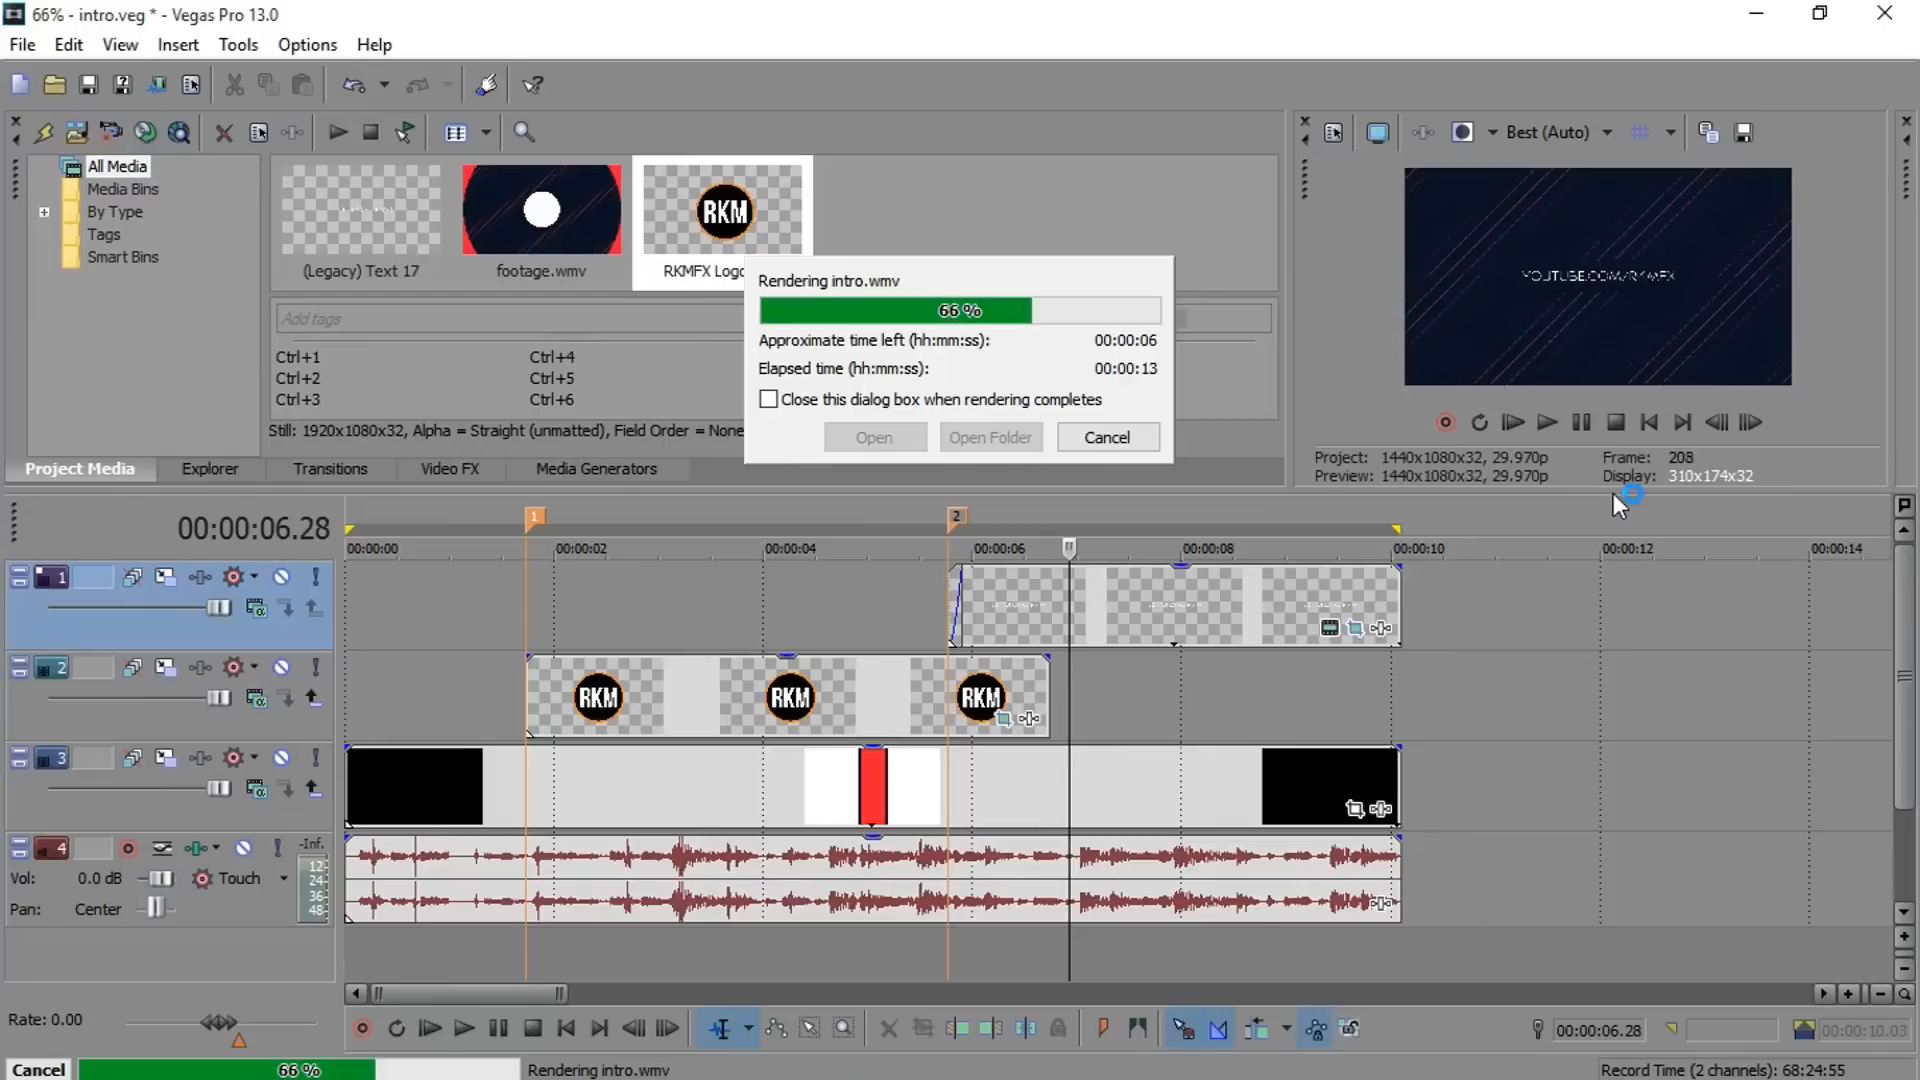 66% - intro.veg * - Vegas Pro 13.0
File Edit View Insert Tools Options Help
Best (Auto)
All Media
Media Bins
By Type
Tags
Smart Bins
RKM
(Legacy) Text 17
footage.wmv
RKMFX Logo
Add tags
Ctrl+1
Ctrl+4
Ctrl+2
Ctrl+5
Ctrl+3
Ctrl+6
Still: 1920x1080x32, Alpha = Straight (unmatted), Field Order = None
Project Media
Explorer
Transitions
Video FX
Media Generators
Rendering intro.wmv
66 %
Approximate time left (hh:mm:ss): 00:00:06
Elapsed time (hh:mm:ss): 00:00:13
Close this dialog box when rendering completes
Open
Open Folder
Cancel
YOUTUBE.COM/RKMFX
Project: 1440x1080x32, 29.970p Frame: 208
Preview: 1440x1080x32, 29.970p Display: 310x174x32
00:00:06.28
1
2
00:00:00 00:00:02 00:00:04 00:00:06 00:00:08 00:00:10 00:00:12 00:00:14
1
2
RKM RKM RKM
3
4
-Inf.
12
24
36
48
Vol: 0.0 dB Touch
Pan: Center
Rate: 0.00
00:00:06.28
00:00:10.03
Cancel
66 %
Rendering intro.wmv
Record Time (2 channels): 68:24:55